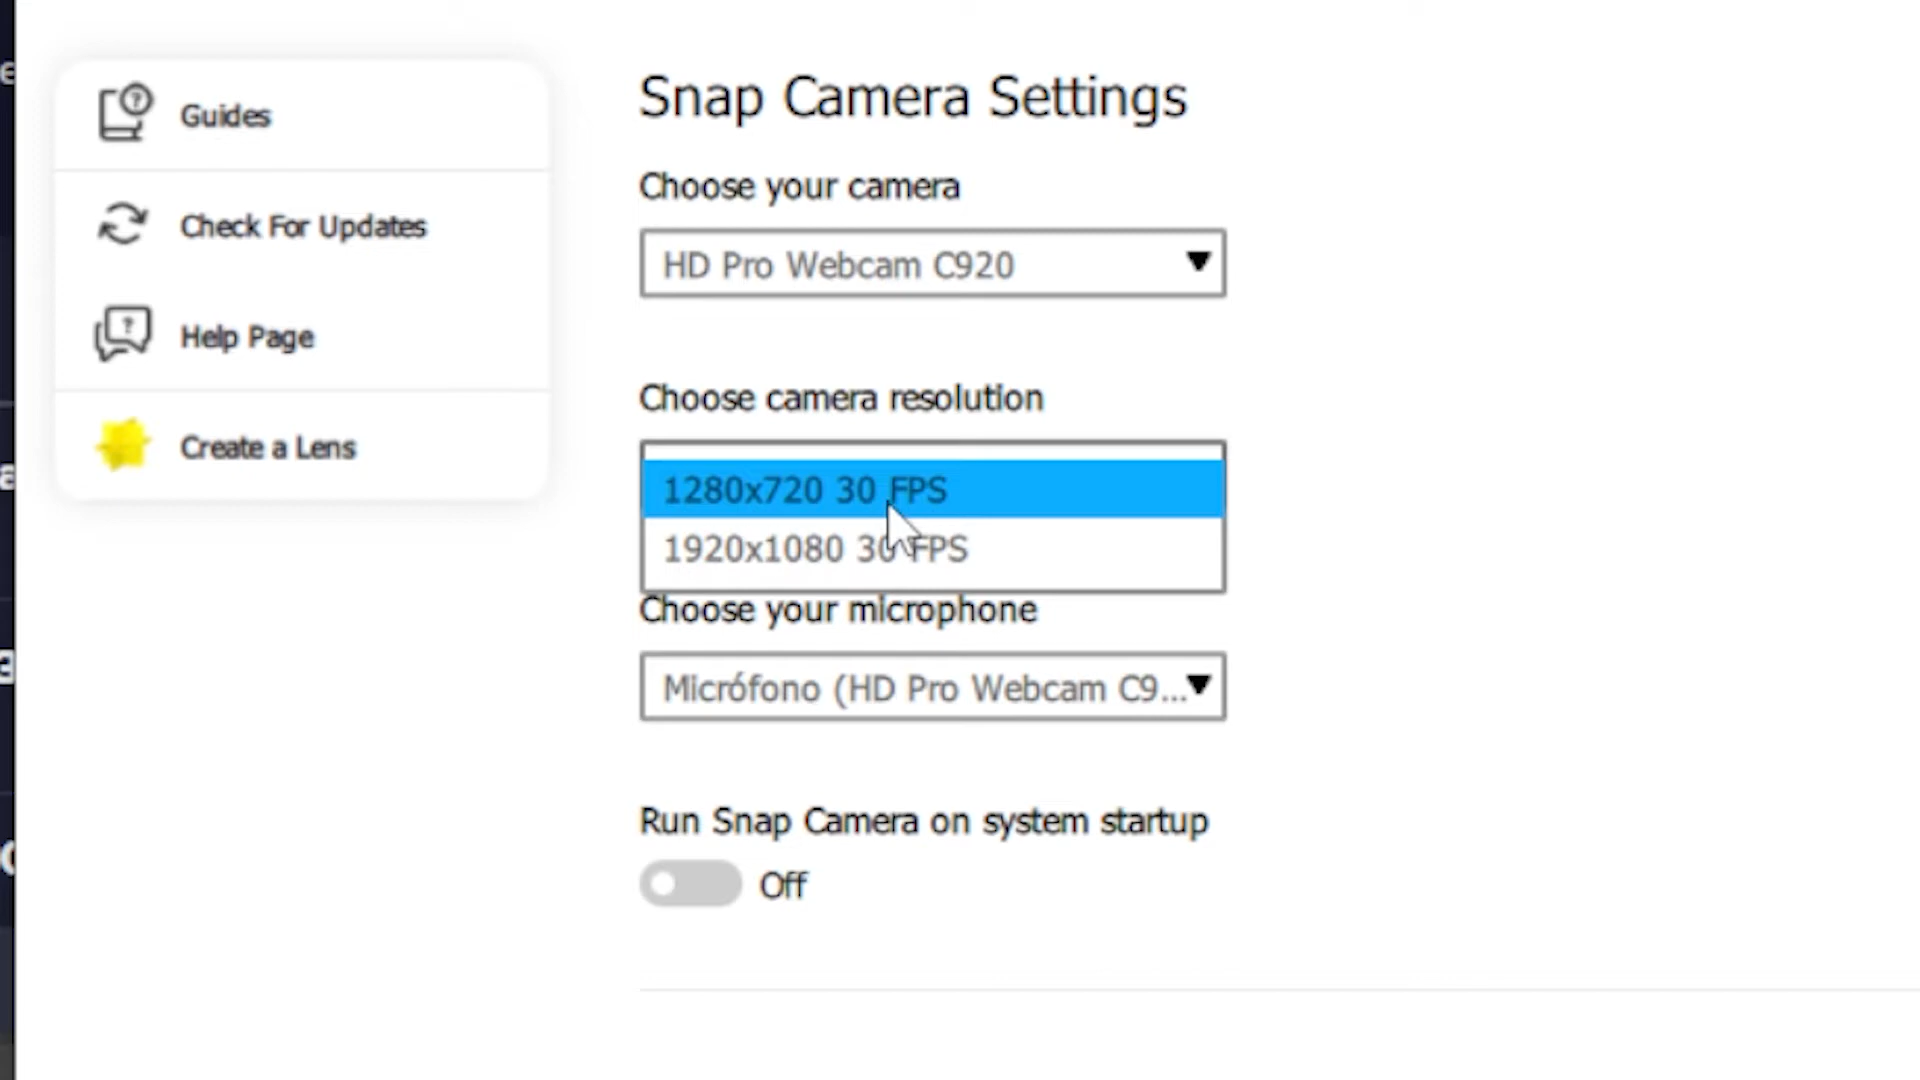 Guides
Check For Updates
Help Page
Create a Lens
Snap Camera Settings
Choose your camera
HD Pro Webcam C920
Choose camera resolution
1280x720 30 FPS
1920x1080 30 FPS
Choose your microphone
Micrófono (HD Pro Webcam C9...
Run Snap Camera on system startup
Off